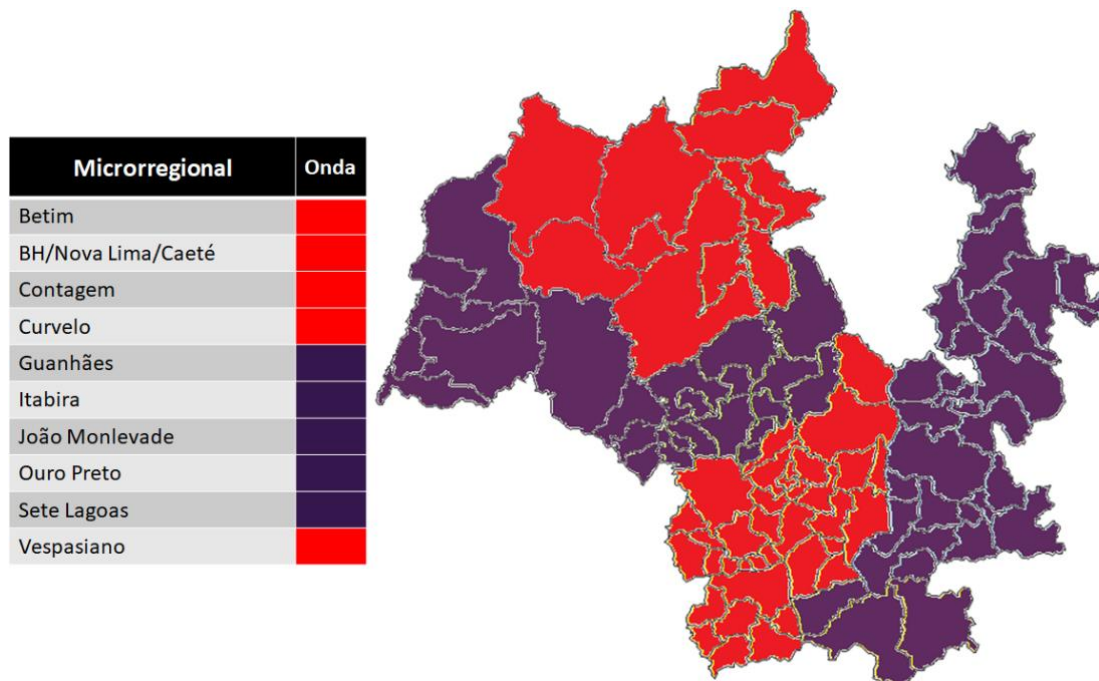 Microrregional Onda
Betim
BH/Nova Lima/Caeté
Contagem
Curvelo
Guanhães
Itabira
João Monlevade
Ouro Preto
Sete Lagoas
Vespasiano